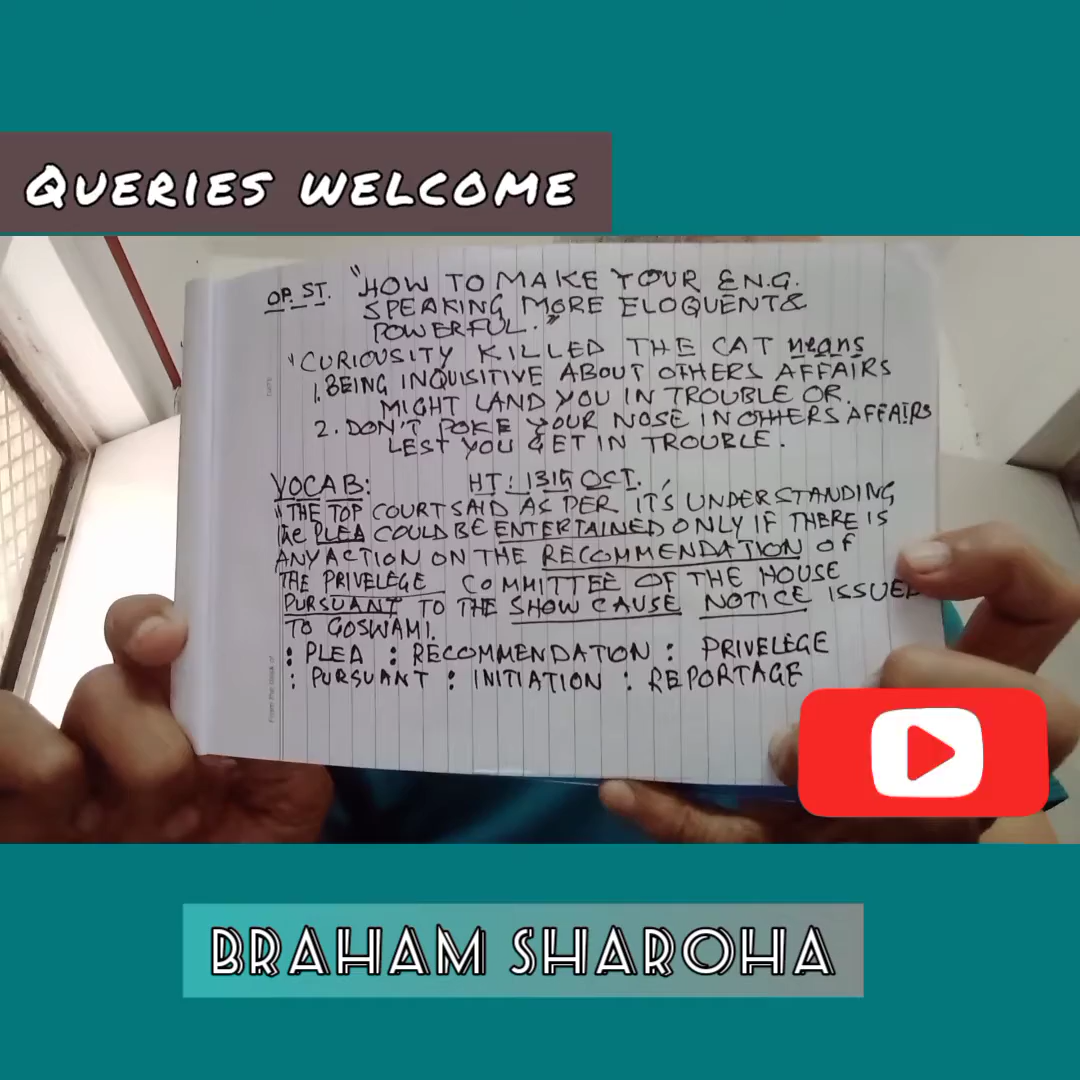 QUERIES WELCOME
OP. ST. "HOW TO MAKE YOUR ENG.
SPEAKING MORE ELOQUENT &
POWERFUL."
"CURIOUSITY KILLED THE CAT means
1. BEING INQUISITIVE ABOUT OTHERS AFFAIRS
MIGHT LAND YOU IN TROUBLE OR.
2. DON'T POKE YOUR NOSE IN OTHERS AFFAIRS
LEST YOU GET IN TROUBLE.
VOCAB: HT: OCT.
"THE TOP COURT SAID AS PER IT'S UNDERSTANDING
The PLEA COULD BE ENTERTAINED ONLY IF THERE IS
ANY ACTION ON THE RECOMMENDATION OF
THE PRIVELEGE COMMITTEE OF THE HOUSE
PURSUANT TO THE SHOW CAUSE NOTICE ISSUED
TO GOSWAMI.
: PLEA : RECOMMENDATION : PRIVELEGE
: PURSUANT : INITIATION : REPORTAGE
BRAHAM SHAROHA